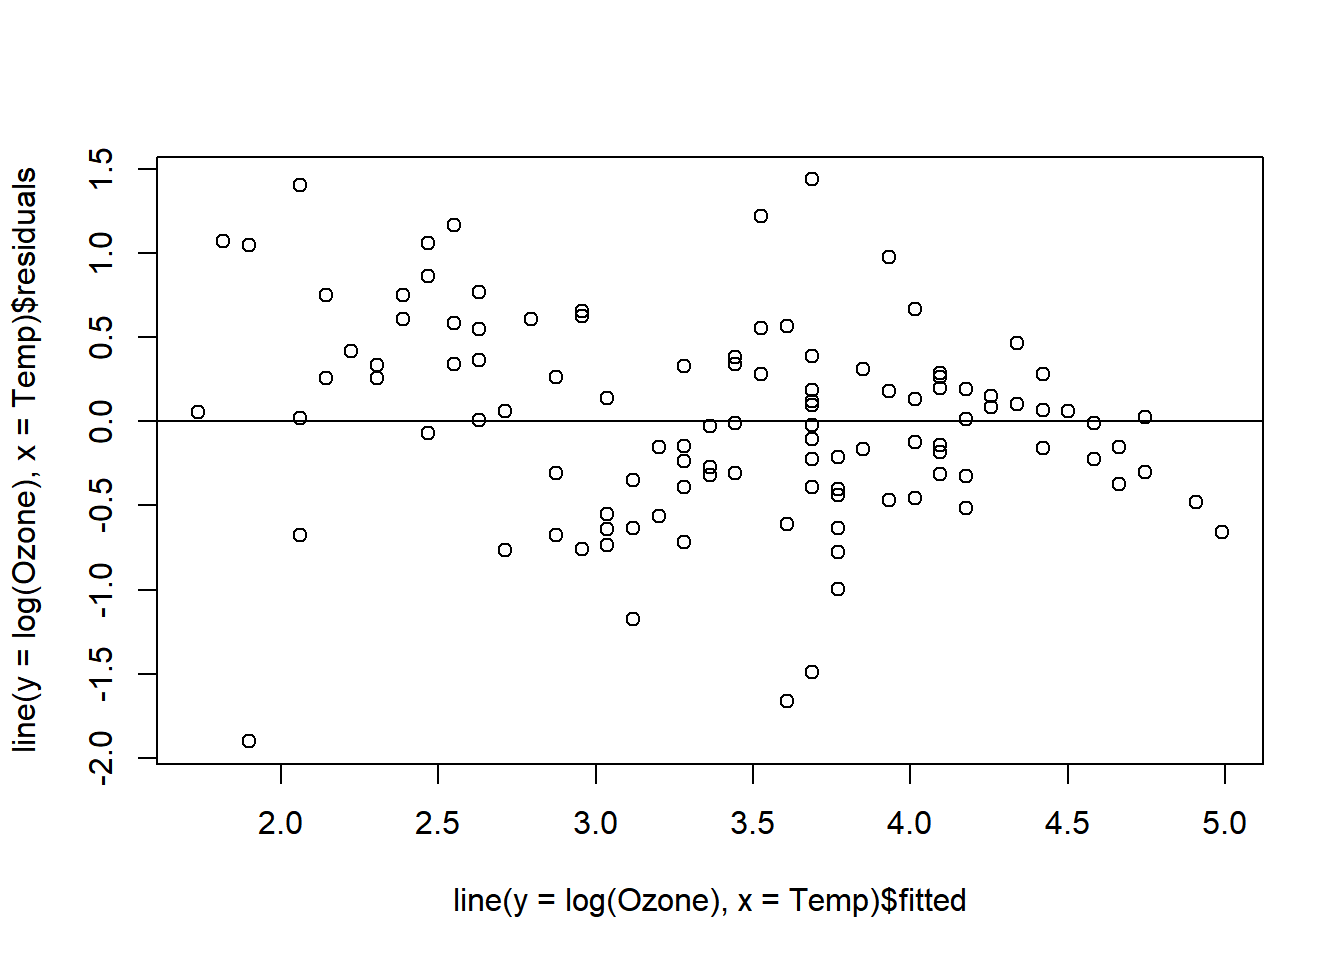 line(y = log(Ozone), x = Temp)$residuals
1.5
1.0
0.5
0.0
-0.5
-1.0
-1.5
-2.0
2.0 2.5 3.0 3.5 4.0 4.5 5.0
line(y = log(Ozone), x = Temp)$fitted